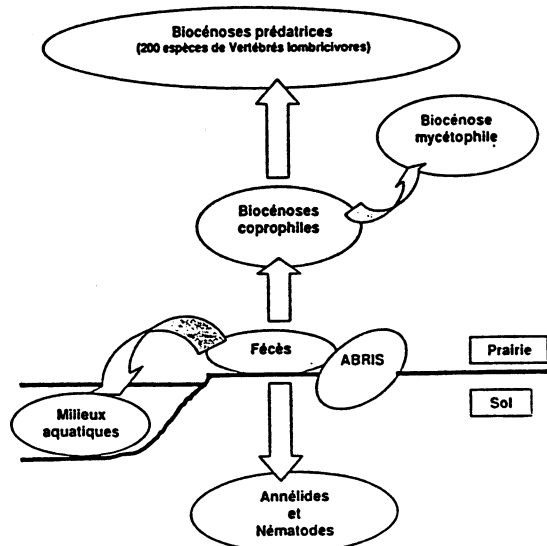 Biocénoses prédatrices
(200 espèces de Vertébrés lombricivores)
Biocénose
mycétophile
Biocénoses
coprophiles
Fécès
ABRIS
Prairie
Sol
Milieux
aquatiques
Annélides
et
Nématodes